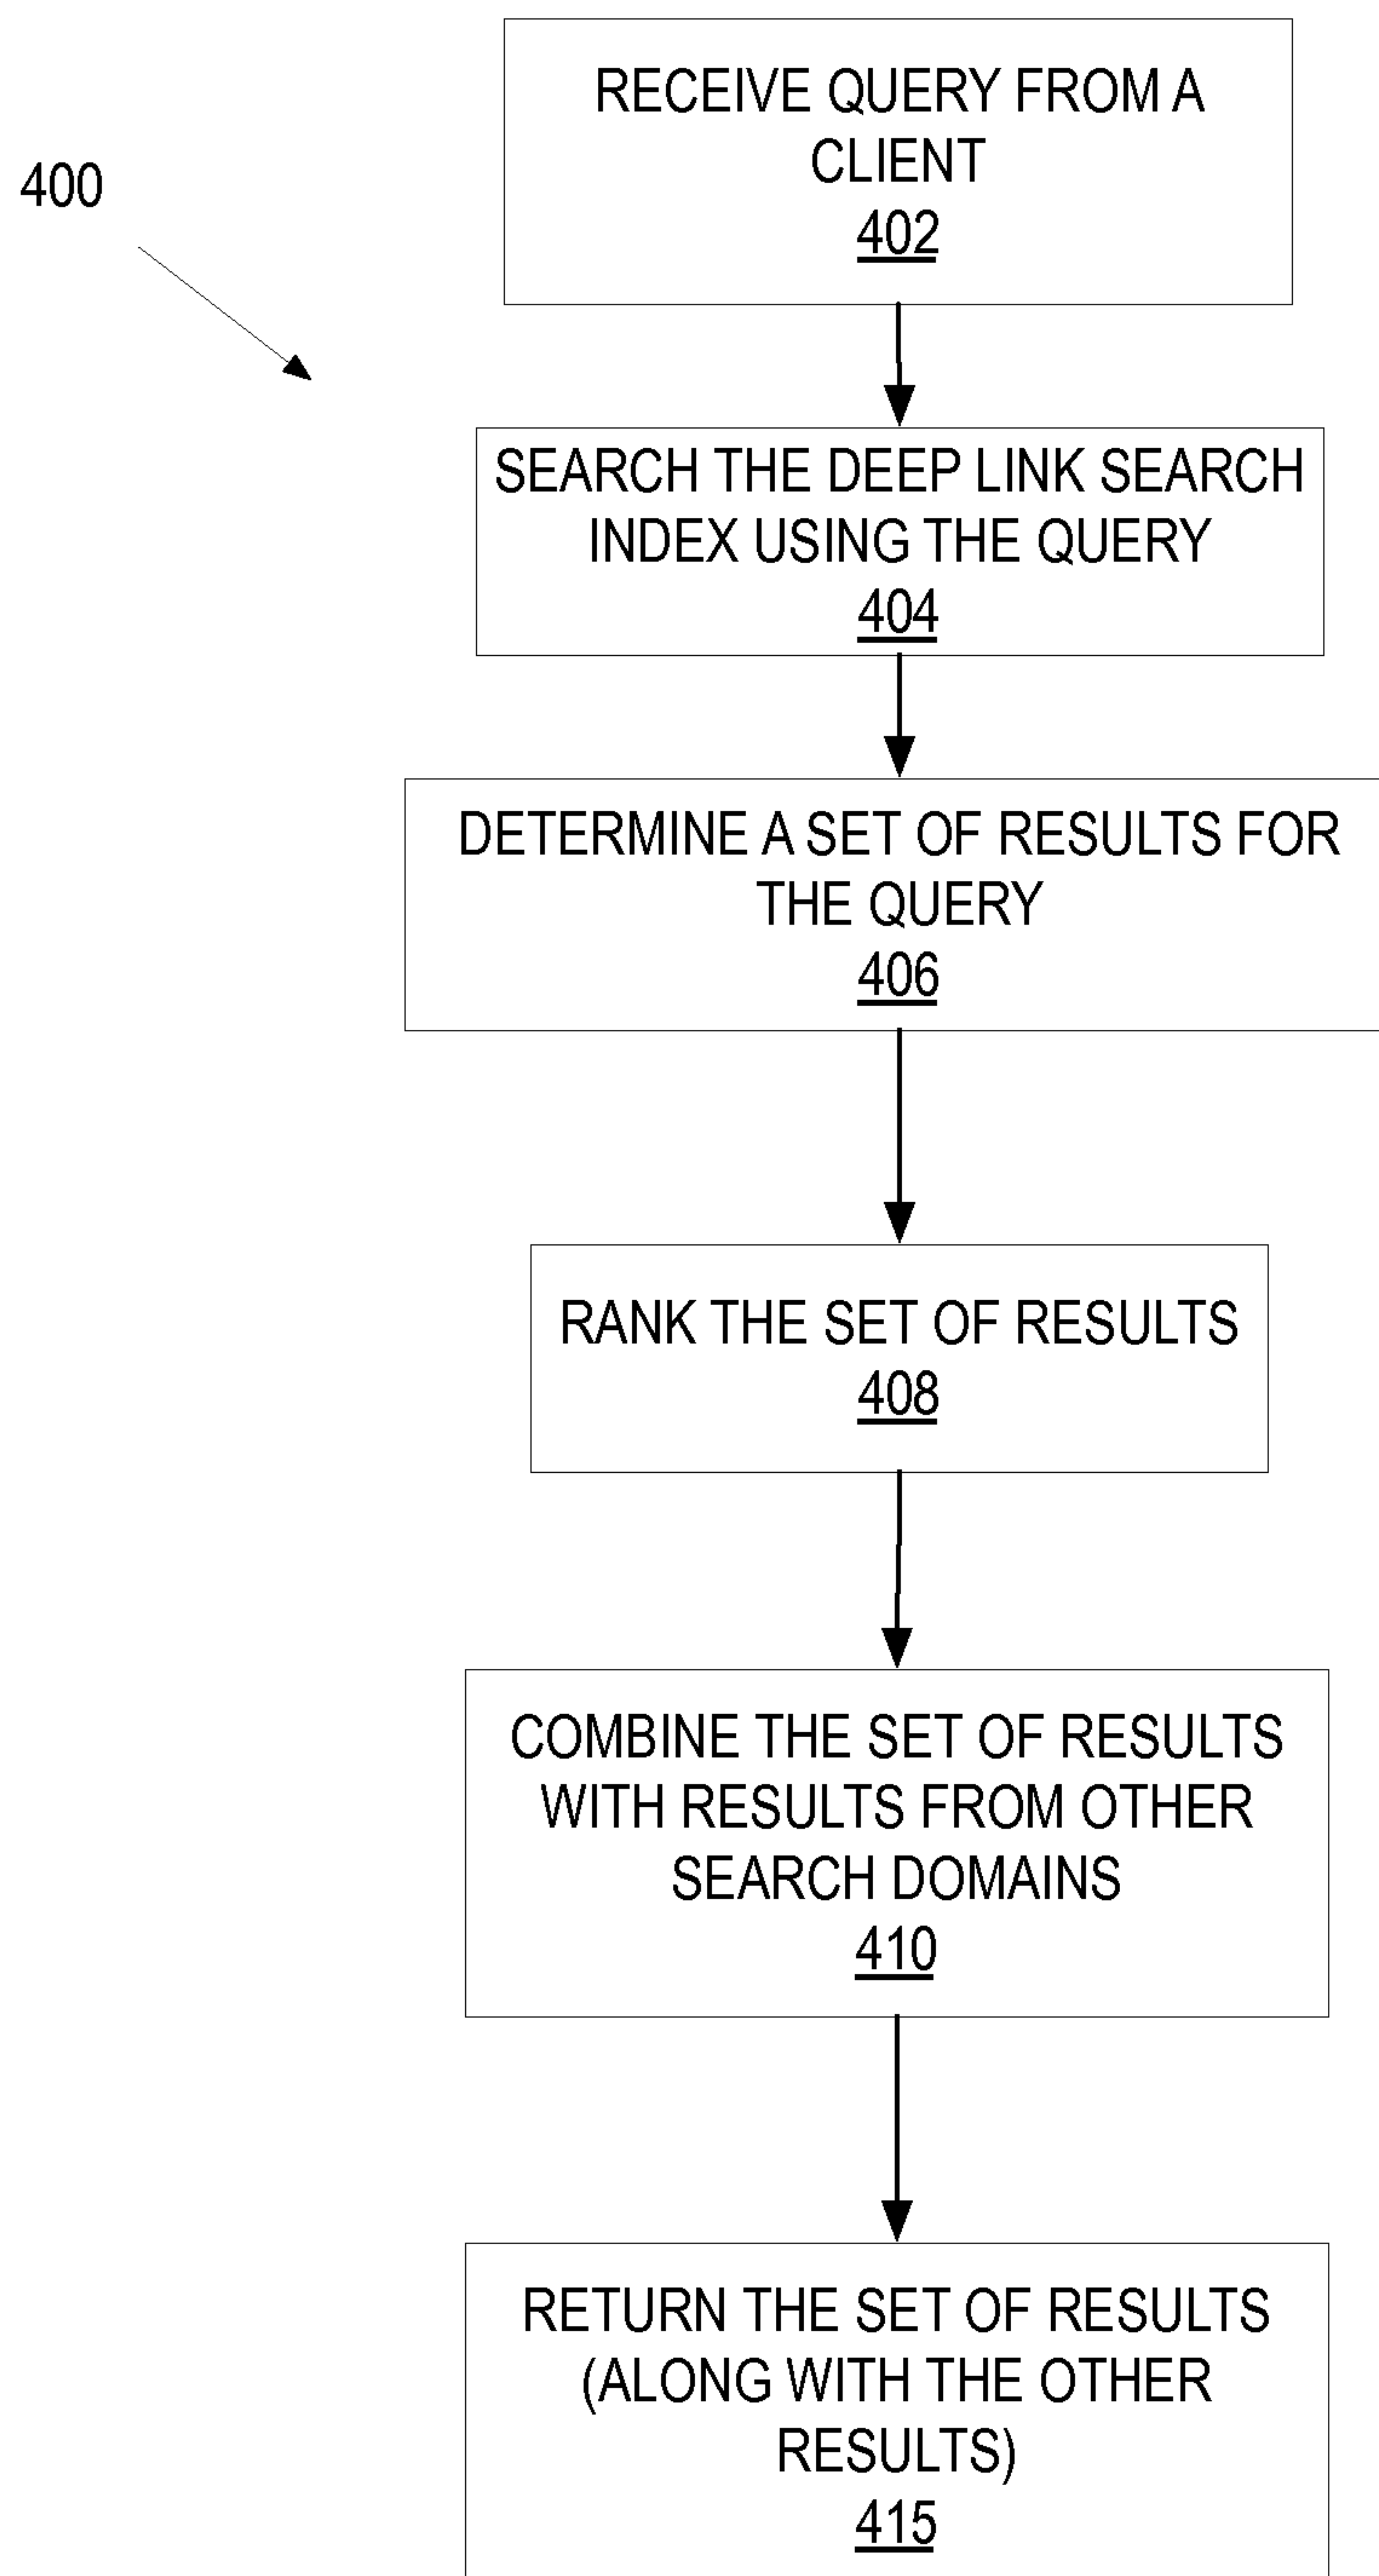 RECEIVE QUERY FROM A
CLIENT
402
400
SEARCH THE DEEP LINK SEARCH
INDEX USING THE QUERY
404
DETERMINE A SET OF RESULTS FOR
THE QUERY
406
RANK THE SET OF RESULTS
408
COMBINE THE SET OF RESULTS
WITH RESULTS FROM OTHER
SEARCH DOMAINS
410
RETURN THE SET OF RESULTS
(ALONG WITH THE OTHER
RESULTS)
415